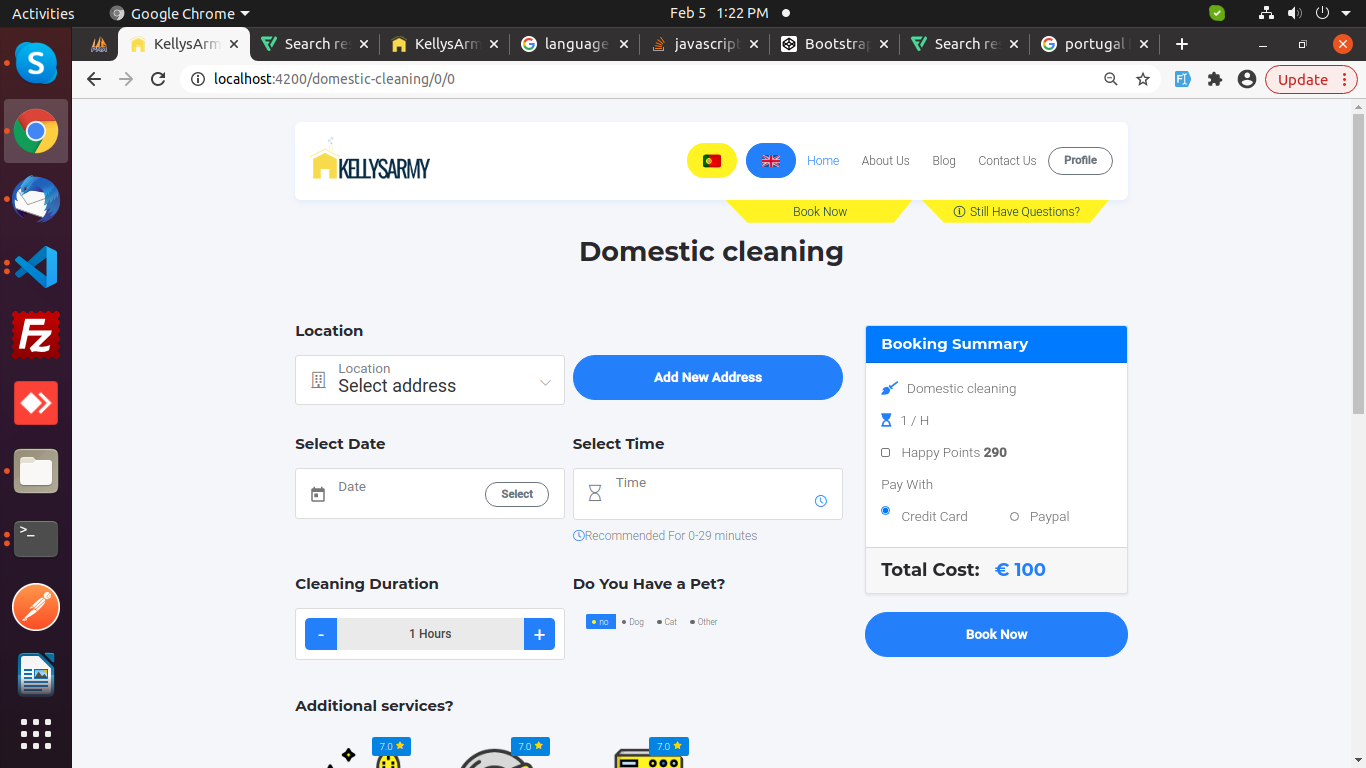 Activities
Google Chrome
Feb 5 1:22 PM
KellysArm
Search re
KellysArm
language
javascript
Bootstrap
Search re
portugal
localhost:4200/domestic-cleaning/0/0
Update
KELLYSARMY
Home
About Us
Blog
Contact Us
Profile
Book Now
Still Have Questions?
Domestic cleaning
Location
Location
Select address
Add New Address
Select Date
Select Time
Date
Select
Time
Recommended For 0-29 minutes
Cleaning Duration
Do You Have a Pet?
- 1 Hours +
no Dog Cat Other
Additional services?
7.0
7.0
7.0
Booking Summary
Domestic cleaning
1 / H
Happy Points 290
Pay With
Credit Card Paypal
Total Cost: € 100
Book Now